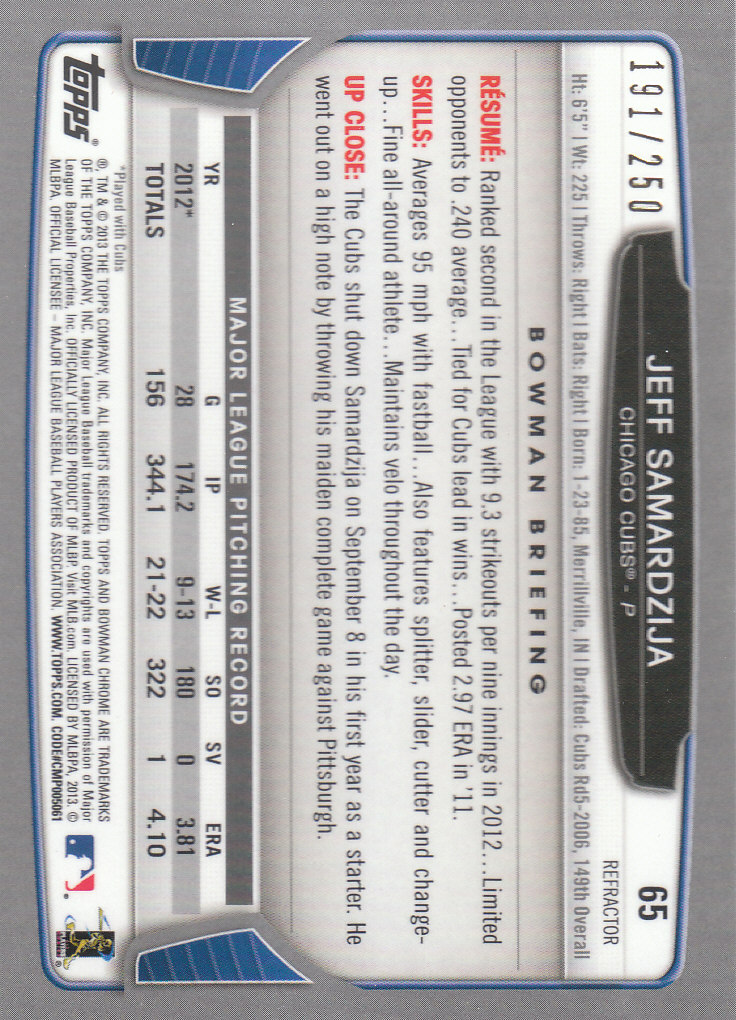 191/250
JEFF SAMARDZIJA
65
CHICAGO CUBS® - P
REFRACTOR
Ht: 6'5" | Wt: 225 | Throws: Right | Bats: Right | Born: 1-23-85, Merrillville, IN | Drafted: Cubs Rd5-2006, 149th Overall
BOWMAN BRIEFING
RÉSUMÉ: Ranked second in the League with 9.3 strikeouts per nine innings in 2012...Limited
opponents to .240 average...Tied for Cubs lead in wins...Posted 2.97 ERA in '11.
SKILLS: Averages 95 mph with fastball...Also features splitter, slider, cutter and change-
up...Fine all-around athlete...Maintains velo throughout the day.
UP CLOSE: The Cubs shut down Samardzija on September 8 in his first year as a starter. He
went out on a high note by throwing his maiden complete game against Pittsburgh.
MAJOR LEAGUE PITCHING RECORD
YR G IP W-L SO SV ERA
2012* 28 174.2 9-13 180 0 3.81
TOTALS 156 344.1 21-22 322 1 4.10
*Played with Cubs
topps®
®, TM & © 2013 THE TOPPS COMPANY, INC. ALL RIGHTS RESERVED. TOPPS AND BOWMAN CHROME ARE TRADEMARKS
OF THE TOPPS COMPANY, INC. Major League Baseball trademarks and copyrights are used with permission of Major
League Baseball Properties, Inc. OFFICIALLY LICENSED PRODUCT OF MLBP. Visit MLB.com. LICENSED BY MLBPA, 2013. ©
MLBPA. OFFICIAL LICENSEE – MAJOR LEAGUE BASEBALL PLAYERS ASSOCIATION. WWW.TOPPS.COM. CODE#CMP005061